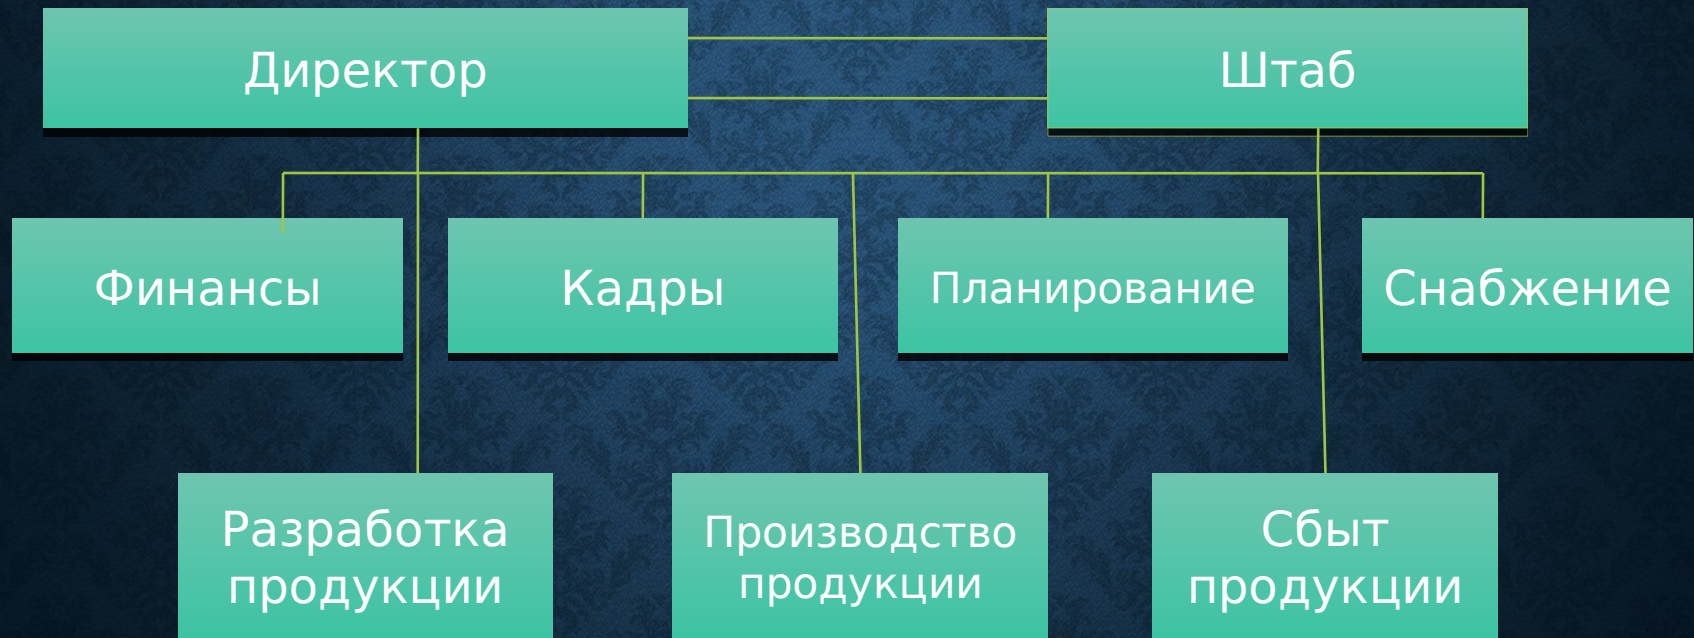 Директор
Штаб
Финансы
Кадры
Планирование
Снабжение
Разработка
продукции
Производство
продукции
Сбыт
продукции